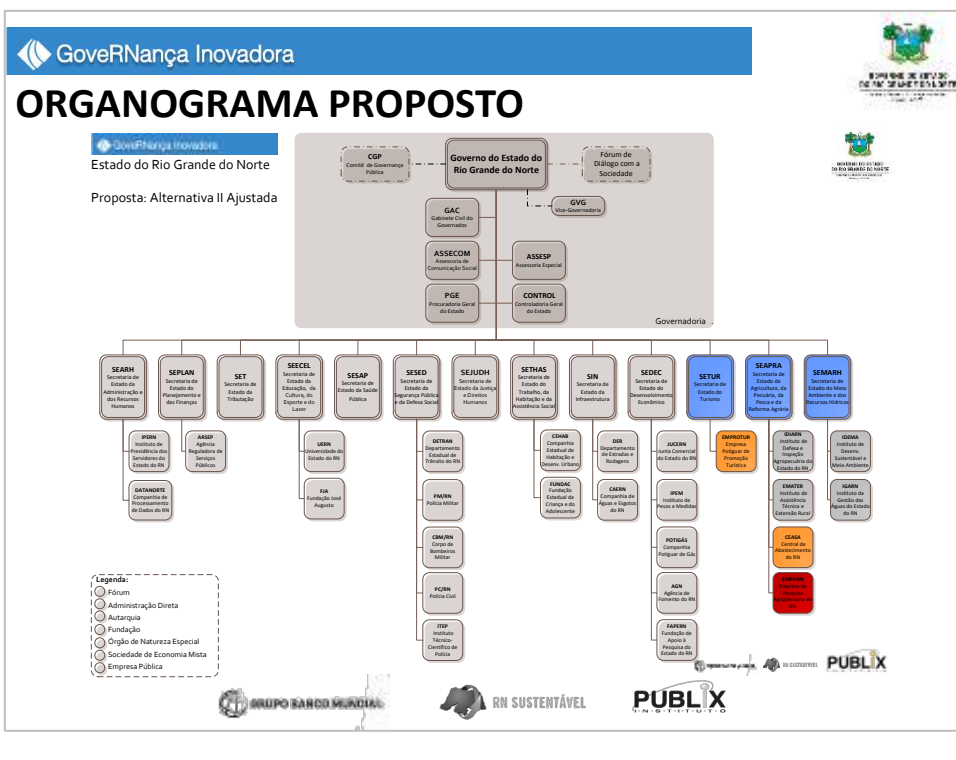 GoveRNança Inovadora
ORGANOGRAMA PROPOSTO
GoveRNança Inovadora
Estado do Rio Grande do Norte
Proposta: Alternativa II Ajustada
CGP
Comitê de Governança
Pública
Governo do Estado do
Rio Grande do Norte
Fórum de
Diálogo com a
Sociedade
GAC
Gabinete Civil do
Governados
GVG
Vice-Governadoria
ASSECOM
Assessoria de
Comunicação Social
ASSESP
Assessoria Especial
PGE
Procuradoria Geral
do Estado
CONTROL
Controladoria Geral
do Estado
Governadoria .
SEARH
Secretaria de
Estado da
Administração e
dos Recursos
Humanos
SEPLAN
Secretaria de
Estado do
Planejamento e
das Finanças
SET
Secretaria de
Estado da
Tributação
SEECEL
Secretaria de
Estado da
Educação, da
Cultura, do
Esporte e do
Lazer
SESAP
Secretaria de
Estado de Saúde
Pública
SESED
Secretaria de
Estado da
Segurança Pública
e da Defesa Social
SEJUDH
Secretaria de
Estado da Justiça
e Direitos
Humanos
SETHAS
Secretaria de
Estado do
Trabalho, da
Habitação e da
Assistência Social
SIN
Secretaria de
Estado da
Infraestrutura
SEDEC
Secretaria de
Estado do
Desenvolvimento
Econômico
SETUR
Secretaria de
Estado do
Turismo
SEAPRA
Secretaria de
Estado da
Agricultura, da
Pecuária, da
Pesca e da
Reforma Agrária
SEMARH
Secretaria de
Estado do Meio
Ambiente e dos
Recursos Hídricos
IPERN
Instituto de
Previdência dos
Servidores do
Estado do RN
DATANORTE
Companhia de
Processamento
de Dados do RN
ARSEP
Agência
Reguladora de
Serviços
Públicos
UERN
Universidade do
Estado do RN
FJA
Fundação José
Augusto
DETRAN
Departamento
Estadual de
Trânsito do RN
PM/RN
Polícia Militar
CBM/RN
Corpo de
Bombeiros
Militar
PC/RN
Polícia Civil
ITEP
Instituto
Técnico-
Científico de
Polícia
CEHAB
Companhia
Estadual de
Habitação e
Desenv. Urbano
FUNDAC
Fundação
Estadual da
Criança e do
Adolescente
DER
Departamento
de Estradas e
Rodagens
CAERN
Companhia de
Águas e Esgotos
do RN
JUCERN
Junta Comercial
do Estado do RN
IPEM
Instituto de
Pesos e Medidas
POTIGÁS
Companhia
Potiguar de Gás
AGN
Agência de
Fomento do RN
FAPERN
Fundação de
Apoio à
Pesquisa do
Estado do RN
EMPROTUR
Empresa
Potiguar de
Promoção
Turística
IDIARN
Instituto de
Defesa e
Inspeção
Agropecuária do
Estado do RN
EMATER
Instituto de
Assistência
Técnica e
Extensão Rural
CEASA
Central de
Abastecimento
do RN
EMPARN
Empresa de
Pesquisa
Agropecuária do
RN
IDEMA
Instituto de
Desenv.
Sustentável e
Meio Ambiente
IGARN
Instituto da
Gestão das
Águas do Estado
do RN
Legenda:
Fórum
Administração Direta
Autarquia
Fundação
Órgão de Natureza Especial
Sociedade de Economia Mista
Empresa Pública
RN SUSTENTÁVEL
PUBLIX
GRUPO BANCO MUNDIAL
RN SUSTENTÁVEL
PUBLIX
INSTITUTO